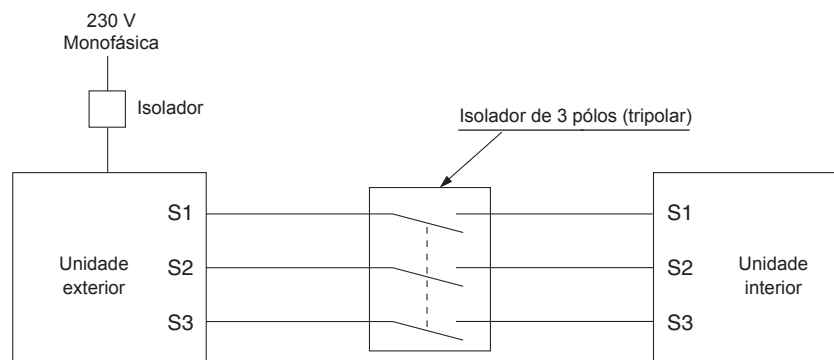 230 V
Monofásica
Isolador
Isolador de 3 pólos (tripolar)
S1
S1
Unidade
exterior
S2
S2
Unidade
interior
S3
S3